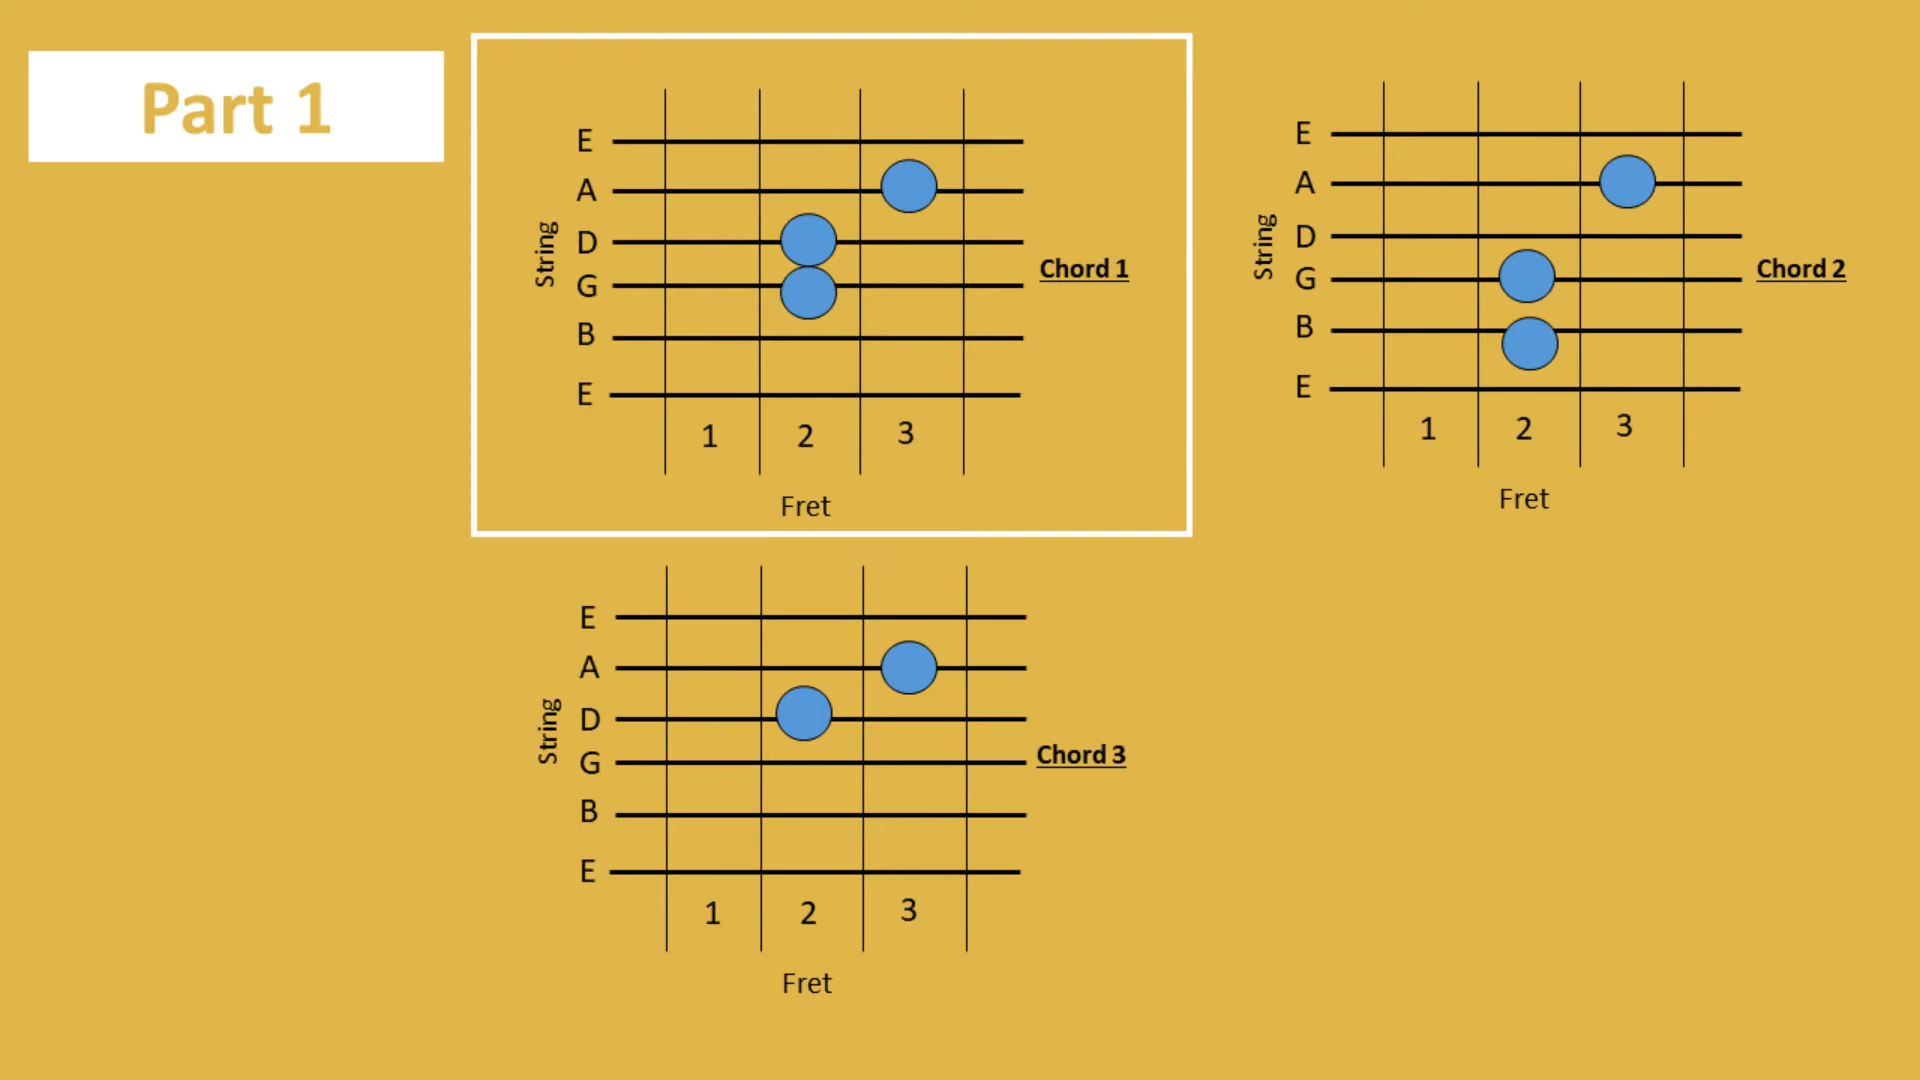 Part 1
E
A
D
G
B
E
String
1 2 3
Fret
Chord 1
E
A
D
G
B
E
String
1 2 3
Fret
Chord 2
E
A
D
G
B
E
String
1 2 3
Fret
Chord 3